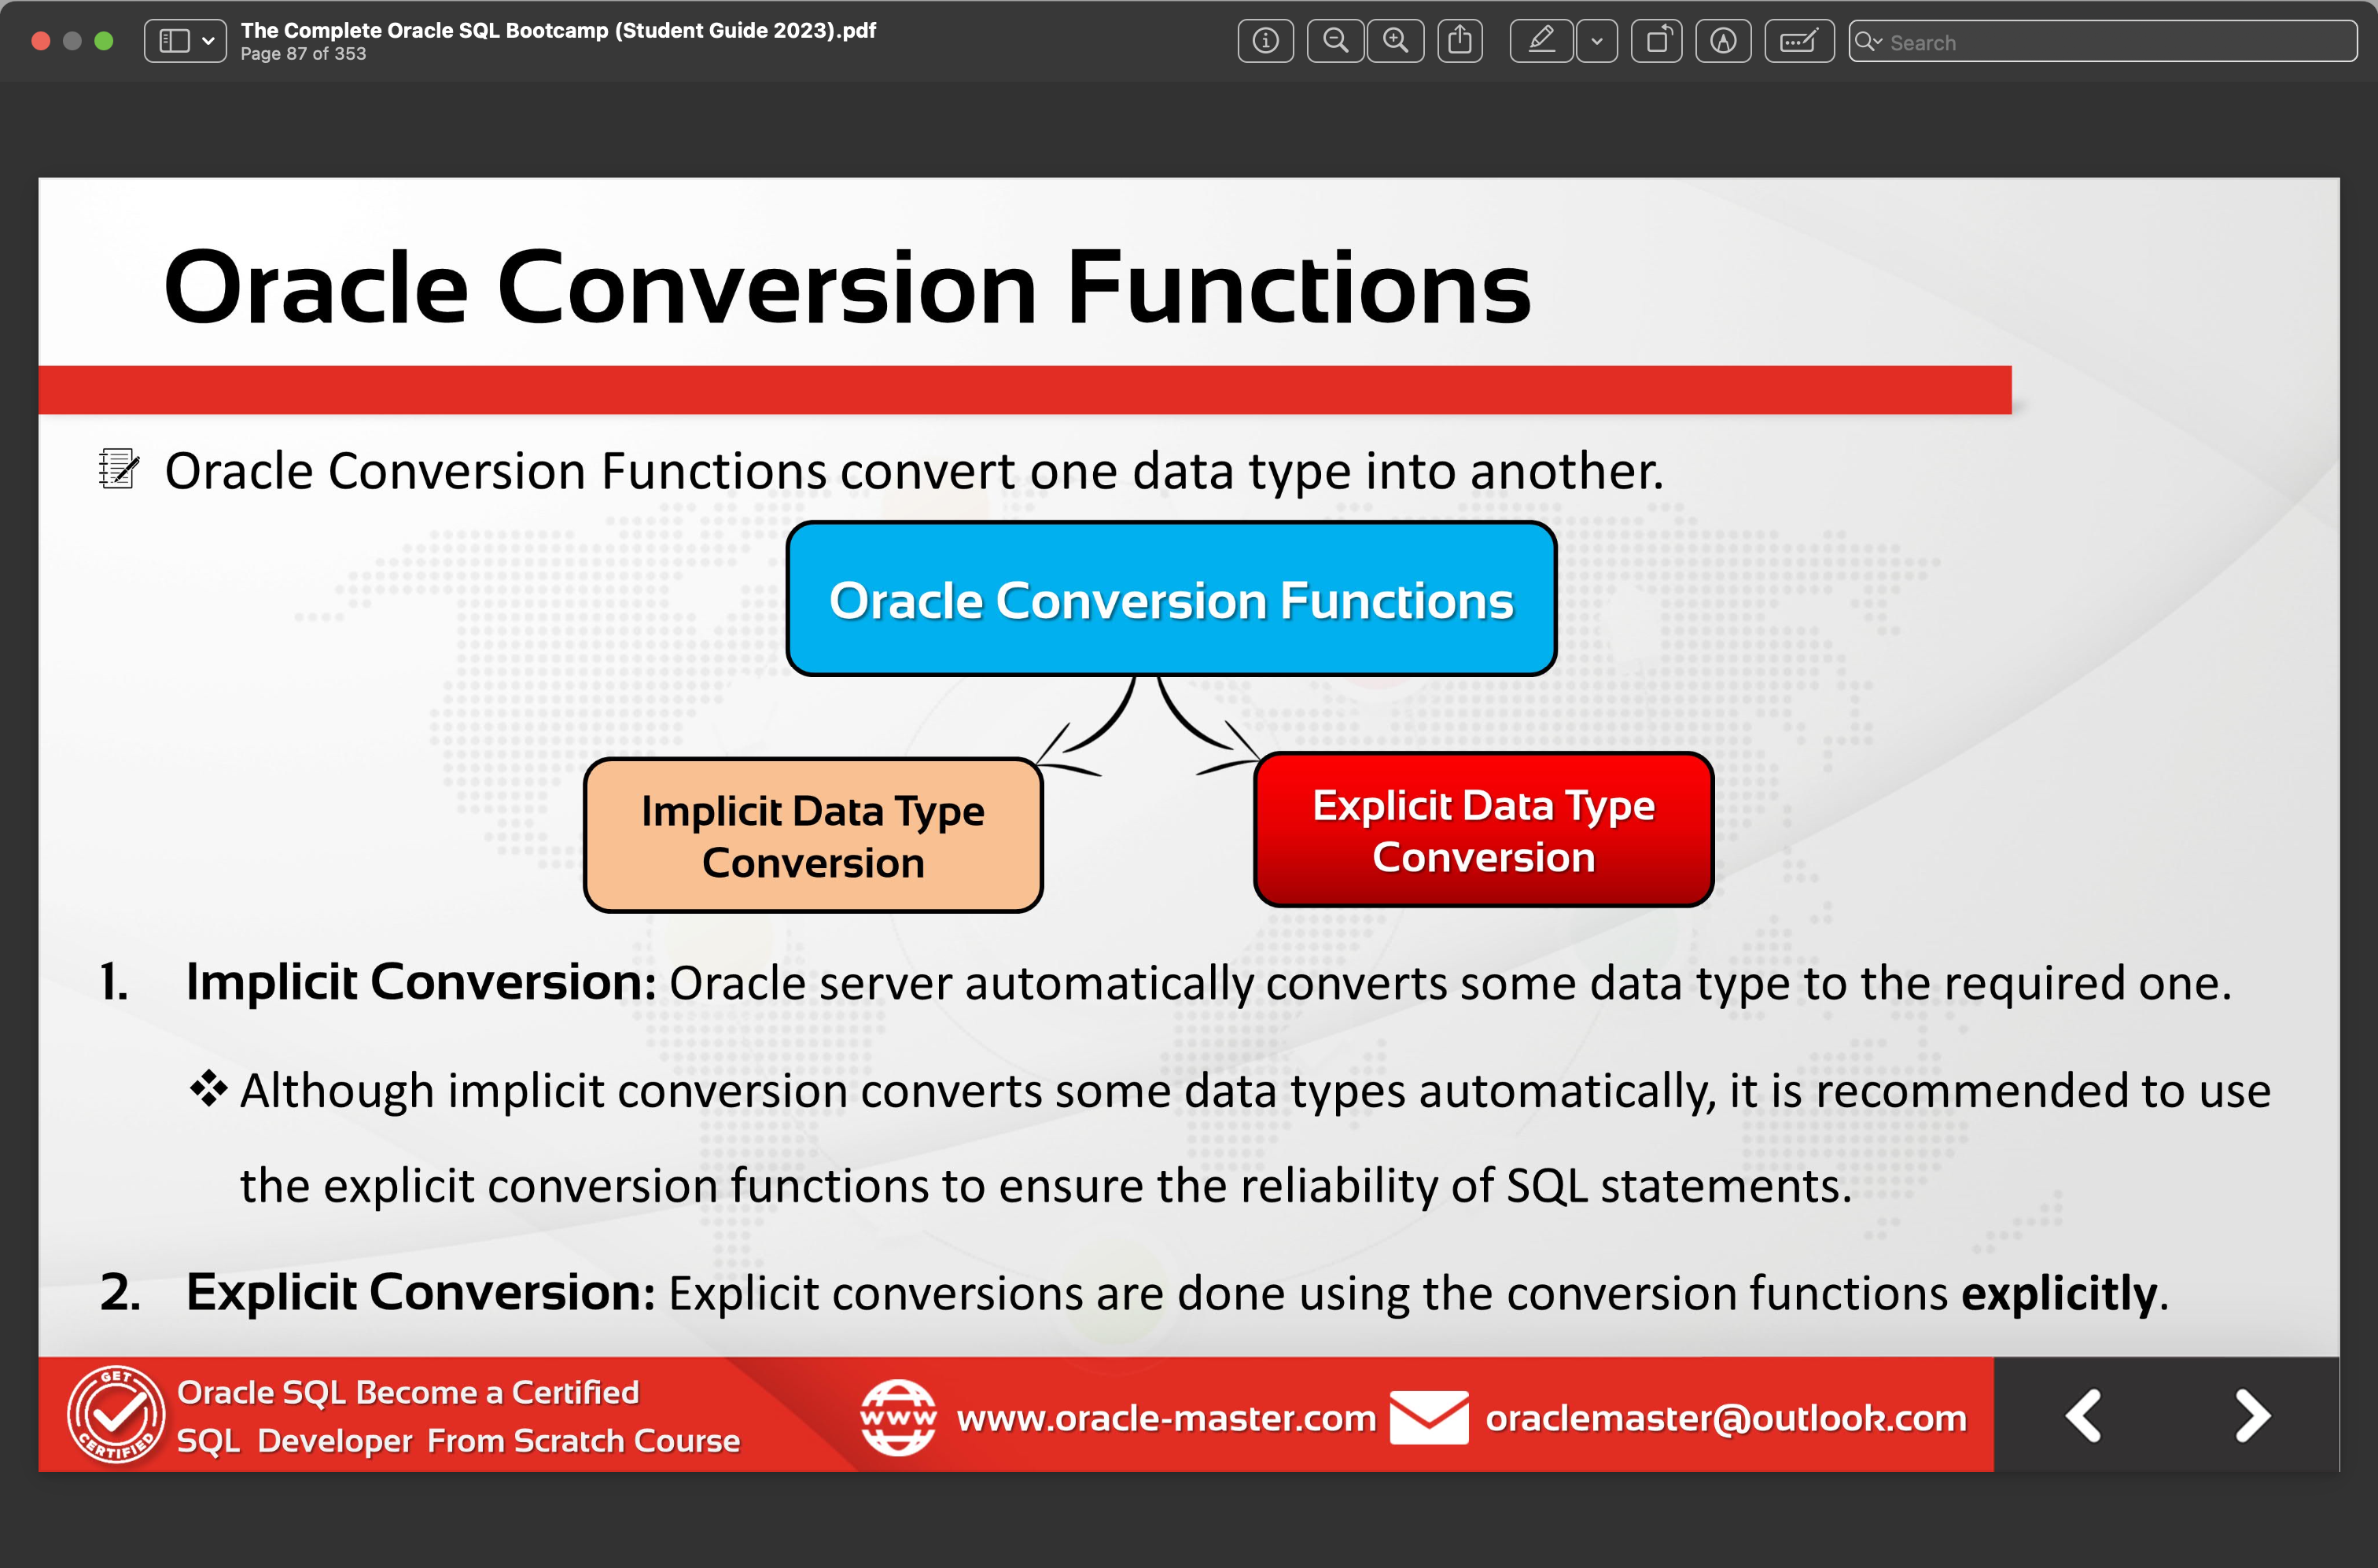 The Complete Oracle SQL Bootcamp (Student Guide 2023).pdf
Page 87 of 353
Search
Oracle Conversion Functions
Oracle Conversion Functions convert one data type into another.
Oracle Conversion Functions
Implicit Data Type
Conversion
Explicit Data Type
Conversion
1. Implicit Conversion: Oracle server automatically converts some data type to the required one.
❖ Although implicit conversion converts some data types automatically, it is recommended to use
the explicit conversion functions to ensure the reliability of SQL statements.
2. Explicit Conversion: Explicit conversions are done using the conversion functions explicitly.
GET
CERTIFIED
Oracle SQL Become a Certified
SQL Developer From Scratch Course
www
www.oracle-master.com
oraclemaster@outlook.com